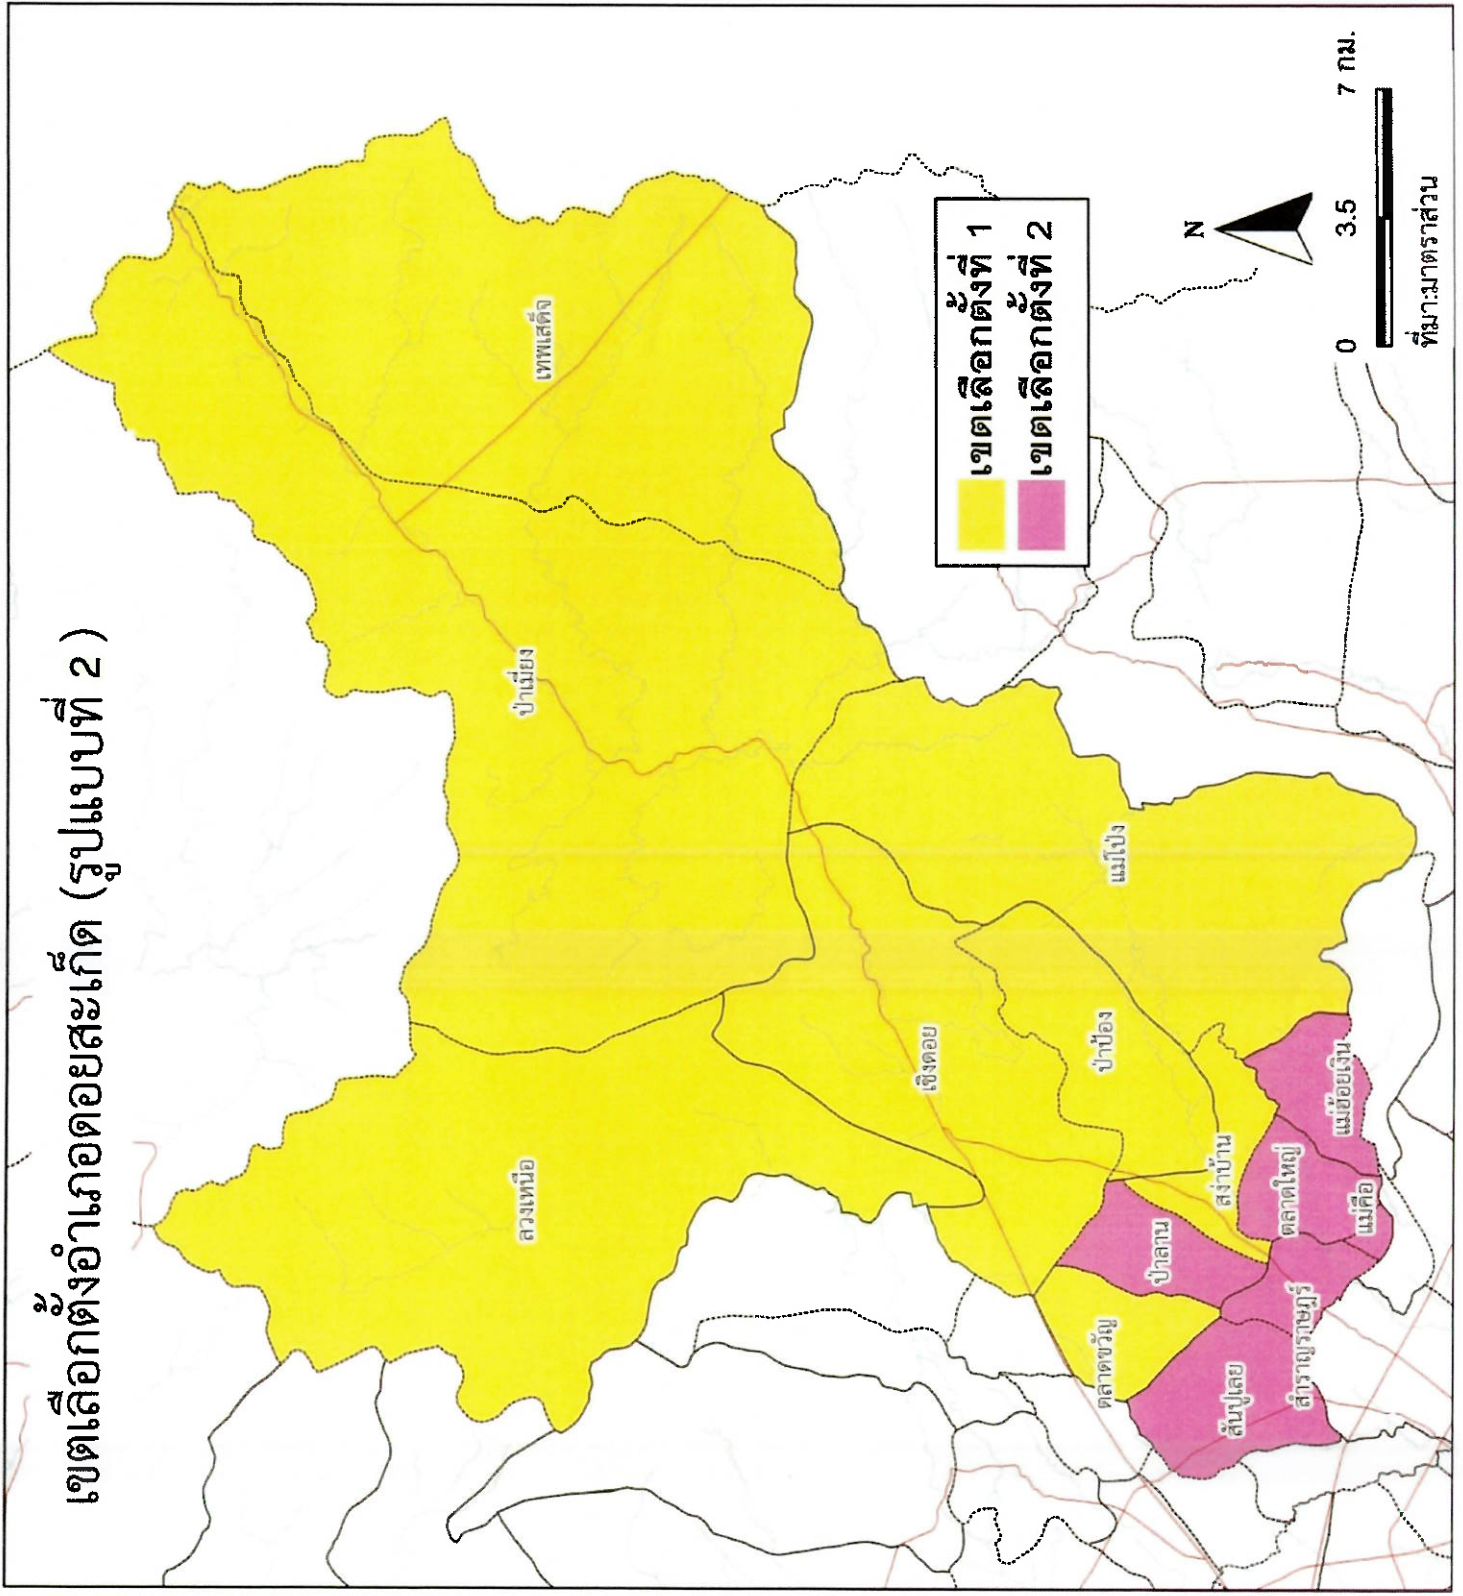 เขตเลือกตั้งอำเภอดอยสะเก็ด (รูปแบบที่ 2 )
เทพเสด็จ
ป่าเมี่ยง
ลวงเหนือ
เชิงดอย
แม่โป่ง
ป่าป้อง
สง่าบ้าน
ป่าลาน
ตลาดขวัญ
ตลาดใหญ่
แม่ฮ้อยเงิน
แม่คือ
สำราญราษฎร์
สันปูเลย
เขตเลือกตั้งที่ 1
เขตเลือกตั้งที่ 2
N
0 3.5 7 กม.
ที่มา:มาตราส่วน